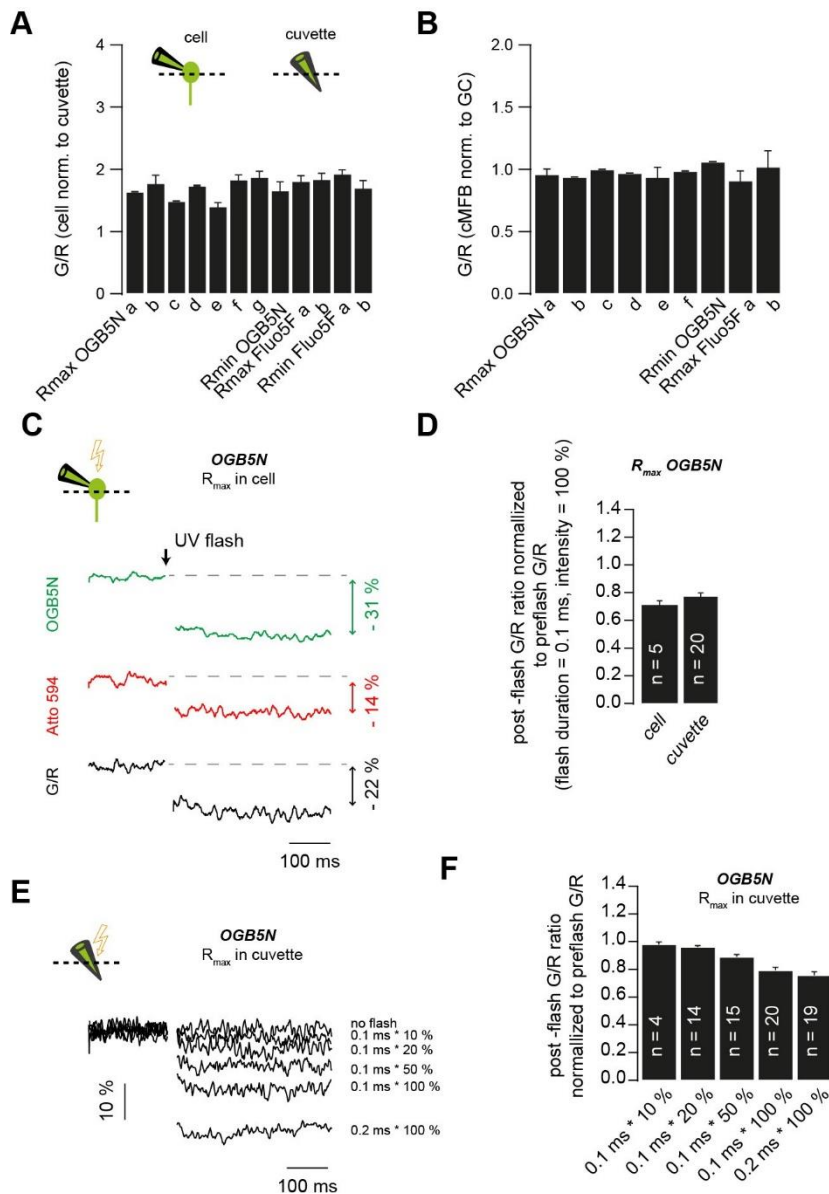 A
cell
cuvette
G/R (cell norm. to cuvette)
4
3
2
1
0
Rmax OGB5N a
b
c
d
e
f
g
Rmin OGB5N
Rmax Fluo5F a
b
Rmin Fluo5F a
b
B
G/R (cMFB norm. to GC)
2.0
1.5
1.0
0.5
0.0
Rmax OGB5N a
b
c
d
e
f
Rmin OGB5N
Rmax Fluo5F a
b
C
OGB5N
Rmax in cell
UV flash
OGB5N
- 31 %
Atto 594
- 14 %
G/R
- 22 %
100 ms
D
Rmax OGB5N
post -flash G/R ratio normallized
to preflash G/R
(flash duration = 0.1 ms, intensity = 100 %)
1.4
1.2
1.0
0.8
0.6
0.4
0.2
0.0
n = 5
n = 20
cell
cuvette
E
OGB5N
Rmax in cuvette
no flash
0.1 ms * 10 %
0.1 ms * 20 %
0.1 ms * 50 %
0.1 ms * 100 %
0.2 ms * 100 %
10 %
100 ms
F
OGB5N
Rmax in cuvette
post -flash G/R ratio
normallized to preflash G/R
1.4
1.2
1.0
0.8
0.6
0.4
0.2
0.0
n = 4
n = 14
n = 15
n = 20
n = 19
0.1 ms * 10 %
0.1 ms * 20 %
0.1 ms * 50 %
0.1 ms * 100 %
0.2 ms * 100 %